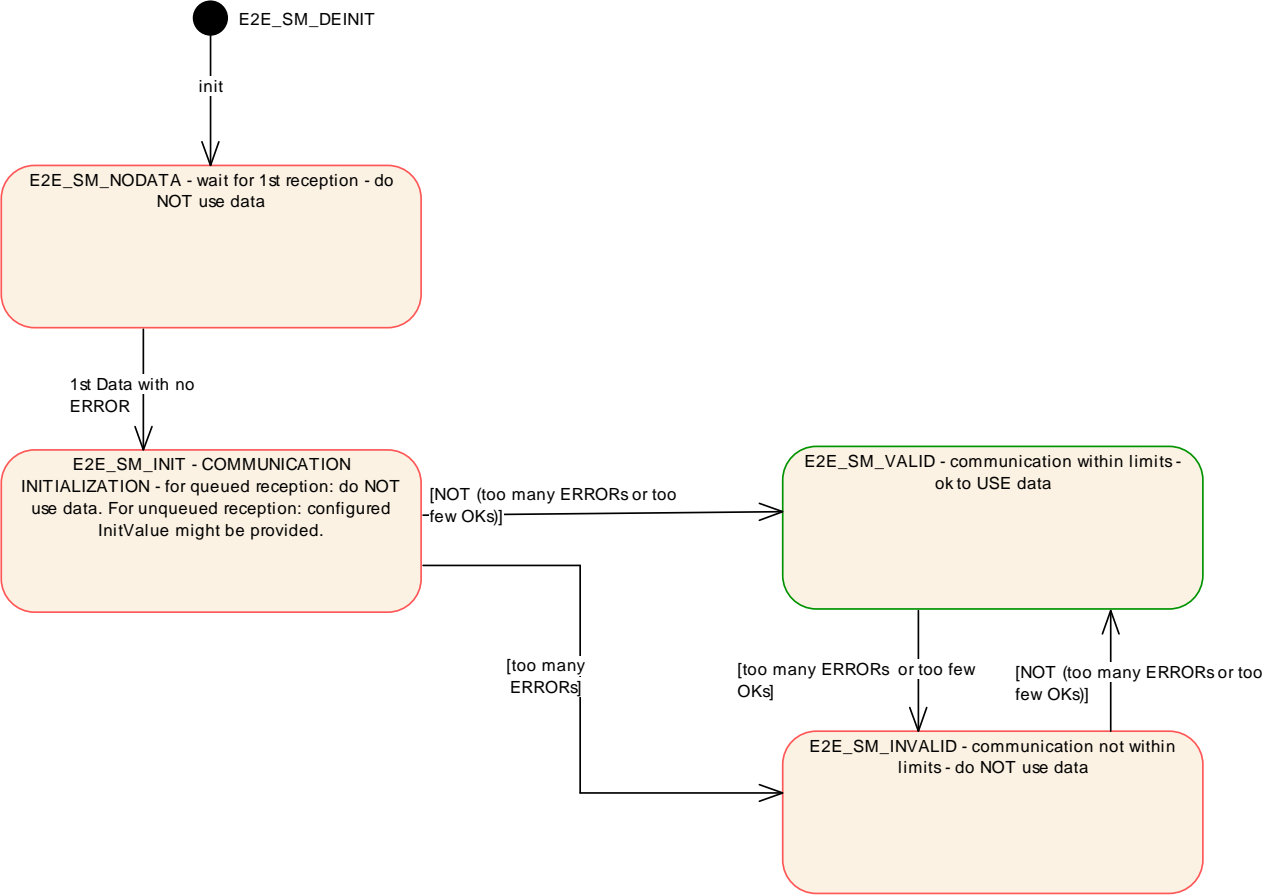 E2E_SM_DEINIT
init
E2E_SM_NODATA - wait for 1st reception - do
NOT use data
1st Data with no
ERROR
E2E_SM_INIT - COMMUNICATION
INITIALIZATION - for queued reception: do NOT
use data. For unqueued reception: configured
InitValue might be provided.
[NOT (too many ERRORs or too
few OKs)]
E2E_SM_VALID - communication within limits -
ok to USE data
[too many
ERRORs]
[too many ERRORs or too few
OKs]
[NOT (too many ERRORs or too
few OKs)]
E2E_SM_INVALID - communication not within
limits - do NOT use data